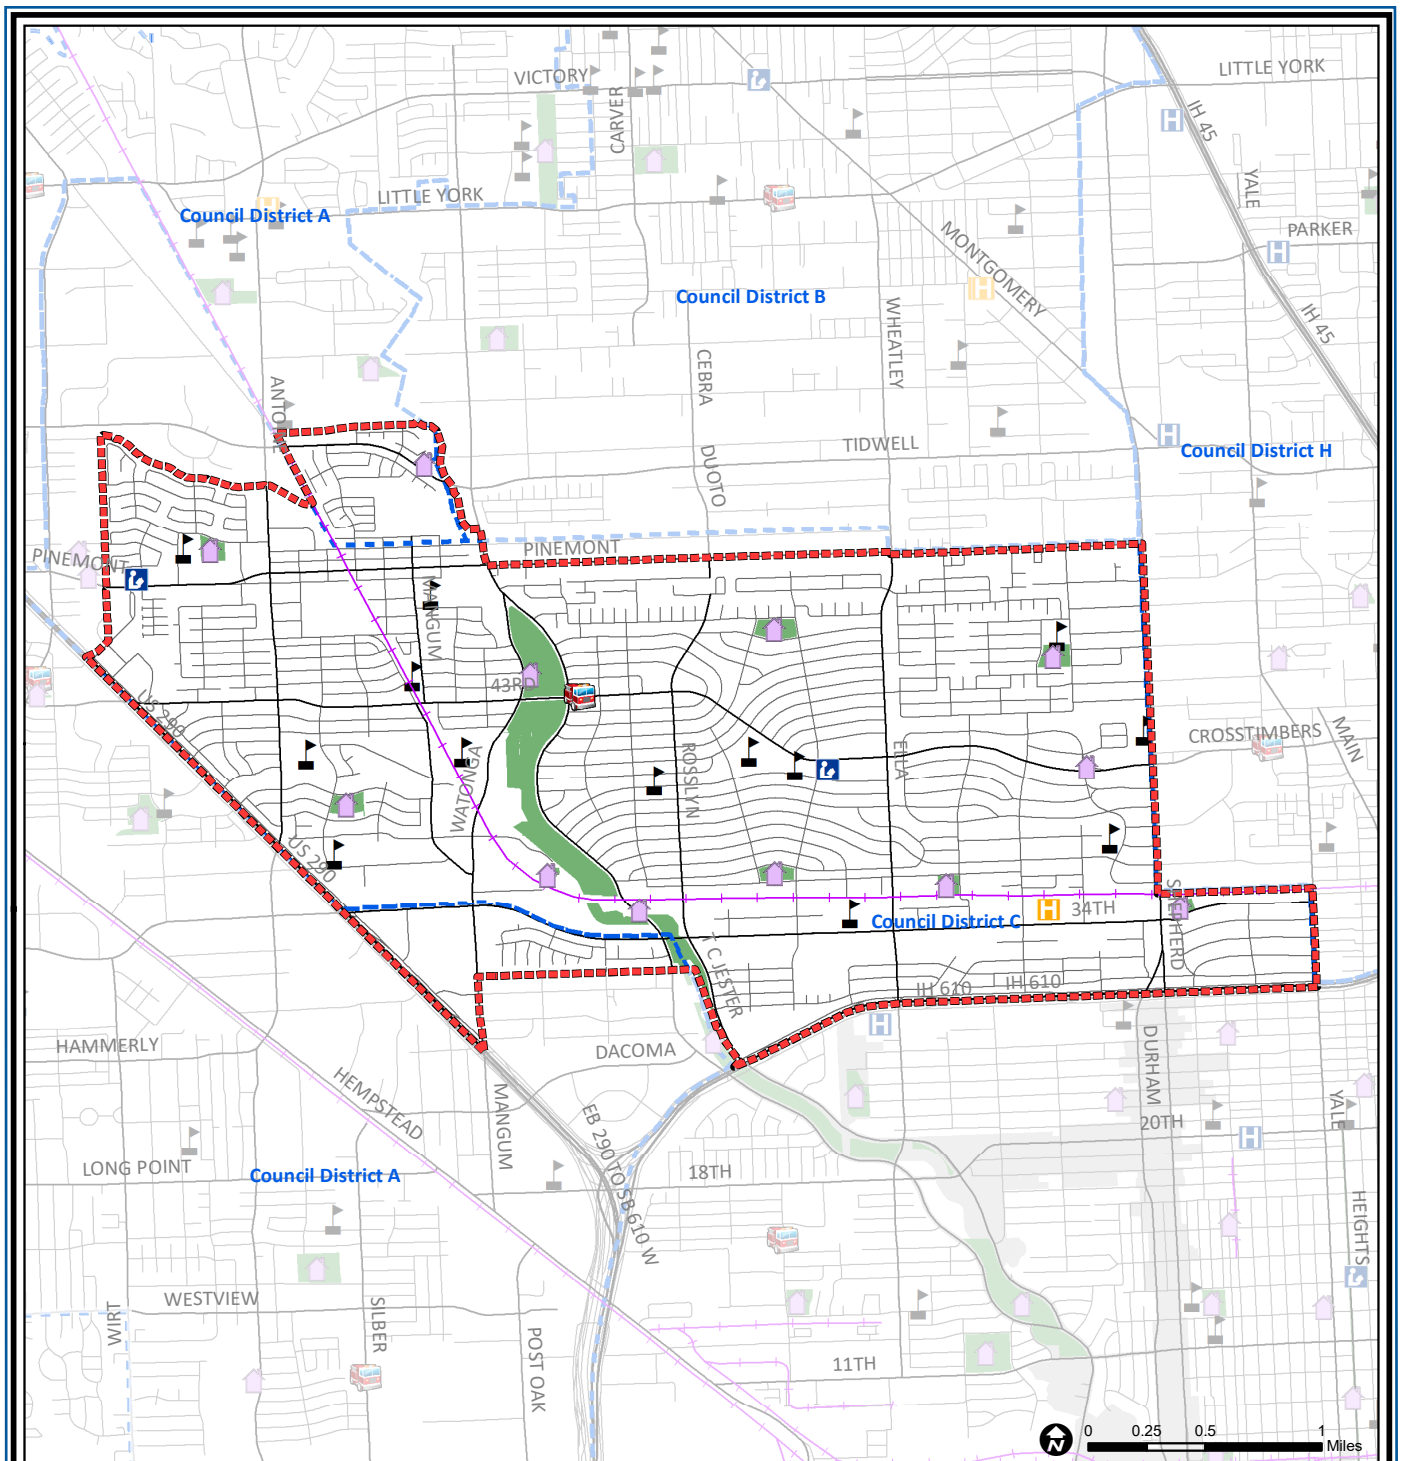 VICTORY
LITTLE YORK
CARVER
IH 45
YALE
LITTLE YORK
Council District A
PARKER
MONTGOMERY
Council District B
WHEATLEY
IH 45
CEBRA
ANTOINE
DUOTO
TIDWELL
Council District H
PINEMONT
PINEMONT
MANGUM
43RD
US 290
ROSSLYN
ELLA
CROSSTIMBERS
MAIN
WATONGA
US 290
34TH
Council District C
SHEPHERD
T C JESTER
IH 610
IH 610
HAMMERLY
DACOMA
DURHAM
HEMPSTEAD
MANGUM
EB 290 TO SB 610 W
20TH
YALE
LONG POINT
Council District A
18TH
HEIGHTS
WESTVIEW
WIRT
SILBER
POST OAK
11TH
N
0 0.25 0.5 1
Miles
H
H
H
H
H
H
H
H